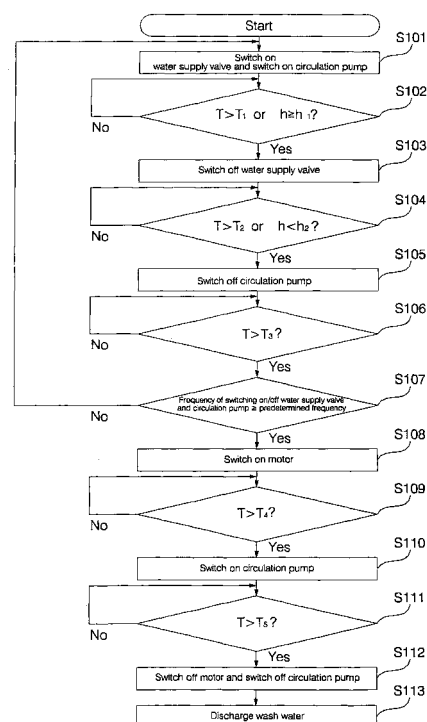 Start
S101
Switch on
water supply valve and switch on circulation pump
S102
T>T₁ or h≥h₁?
No
Yes
S103
Switch off water supply valve
S104
T>T₂ or h<h₂?
No
Yes
S105
Switch off circulation pump
S106
T>T₃?
No
Yes
S107
Frequency of switching on/off water supply valve
and circulation pump ≥ predetermined frequency
No
Yes
S108
Switch on motor
S109
T>T₄?
No
Yes
S110
Switch on circulation pump
S111
T>T₅?
No
Yes
S112
Switch off motor and switch off circulation pump
S113
Discharge wash water